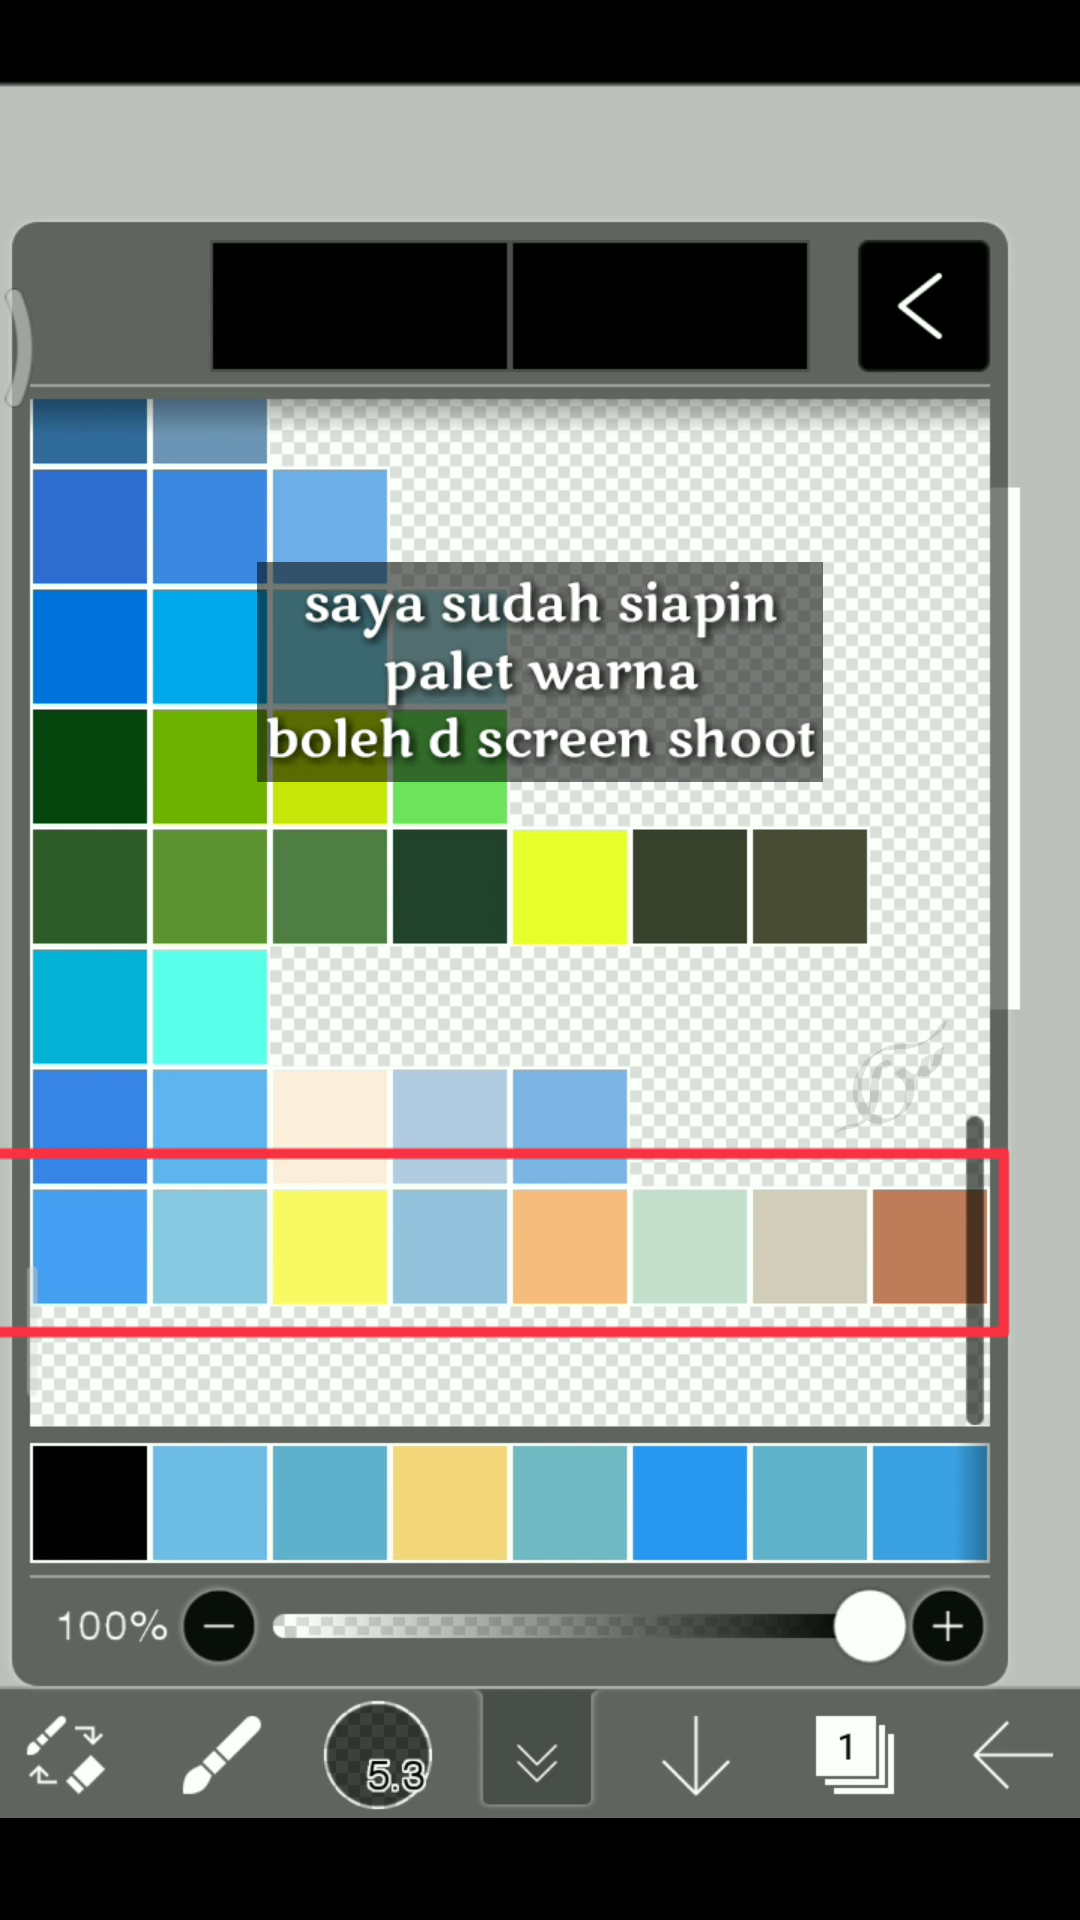 saya sudah siapin
palet warna
boleh d screen shoot
100%
5.3
1